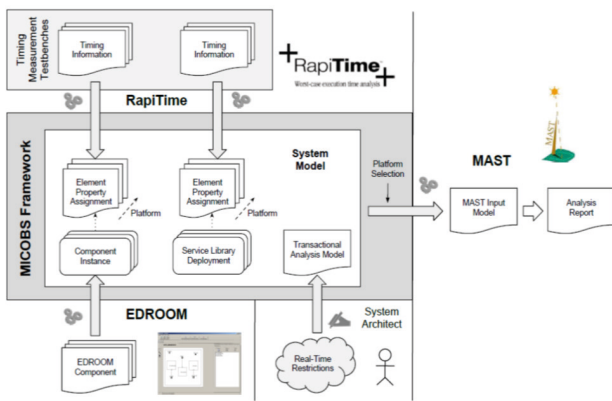 Timing
Measurement
Testbenches
Timing
Information
Timing
Information
RapiTime
RapiTime
Worst-case execution time analysis
MICOBS Framework
System
Model
Element
Property
Assignment
Element
Property
Assignment
Platform
Platform
Component
Instance
Service Library
Deployment
Transactional
Analysis Model
Platform
Selection
MAST
MAST
MAST Input
Model
Analysis
Report
EDROOM
EDROOM
Component
System
Architect
Real-Time
Restrictions